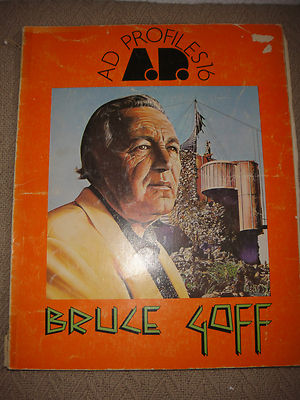 AD PROFILES 16
A.D.
BRUCE GOFF